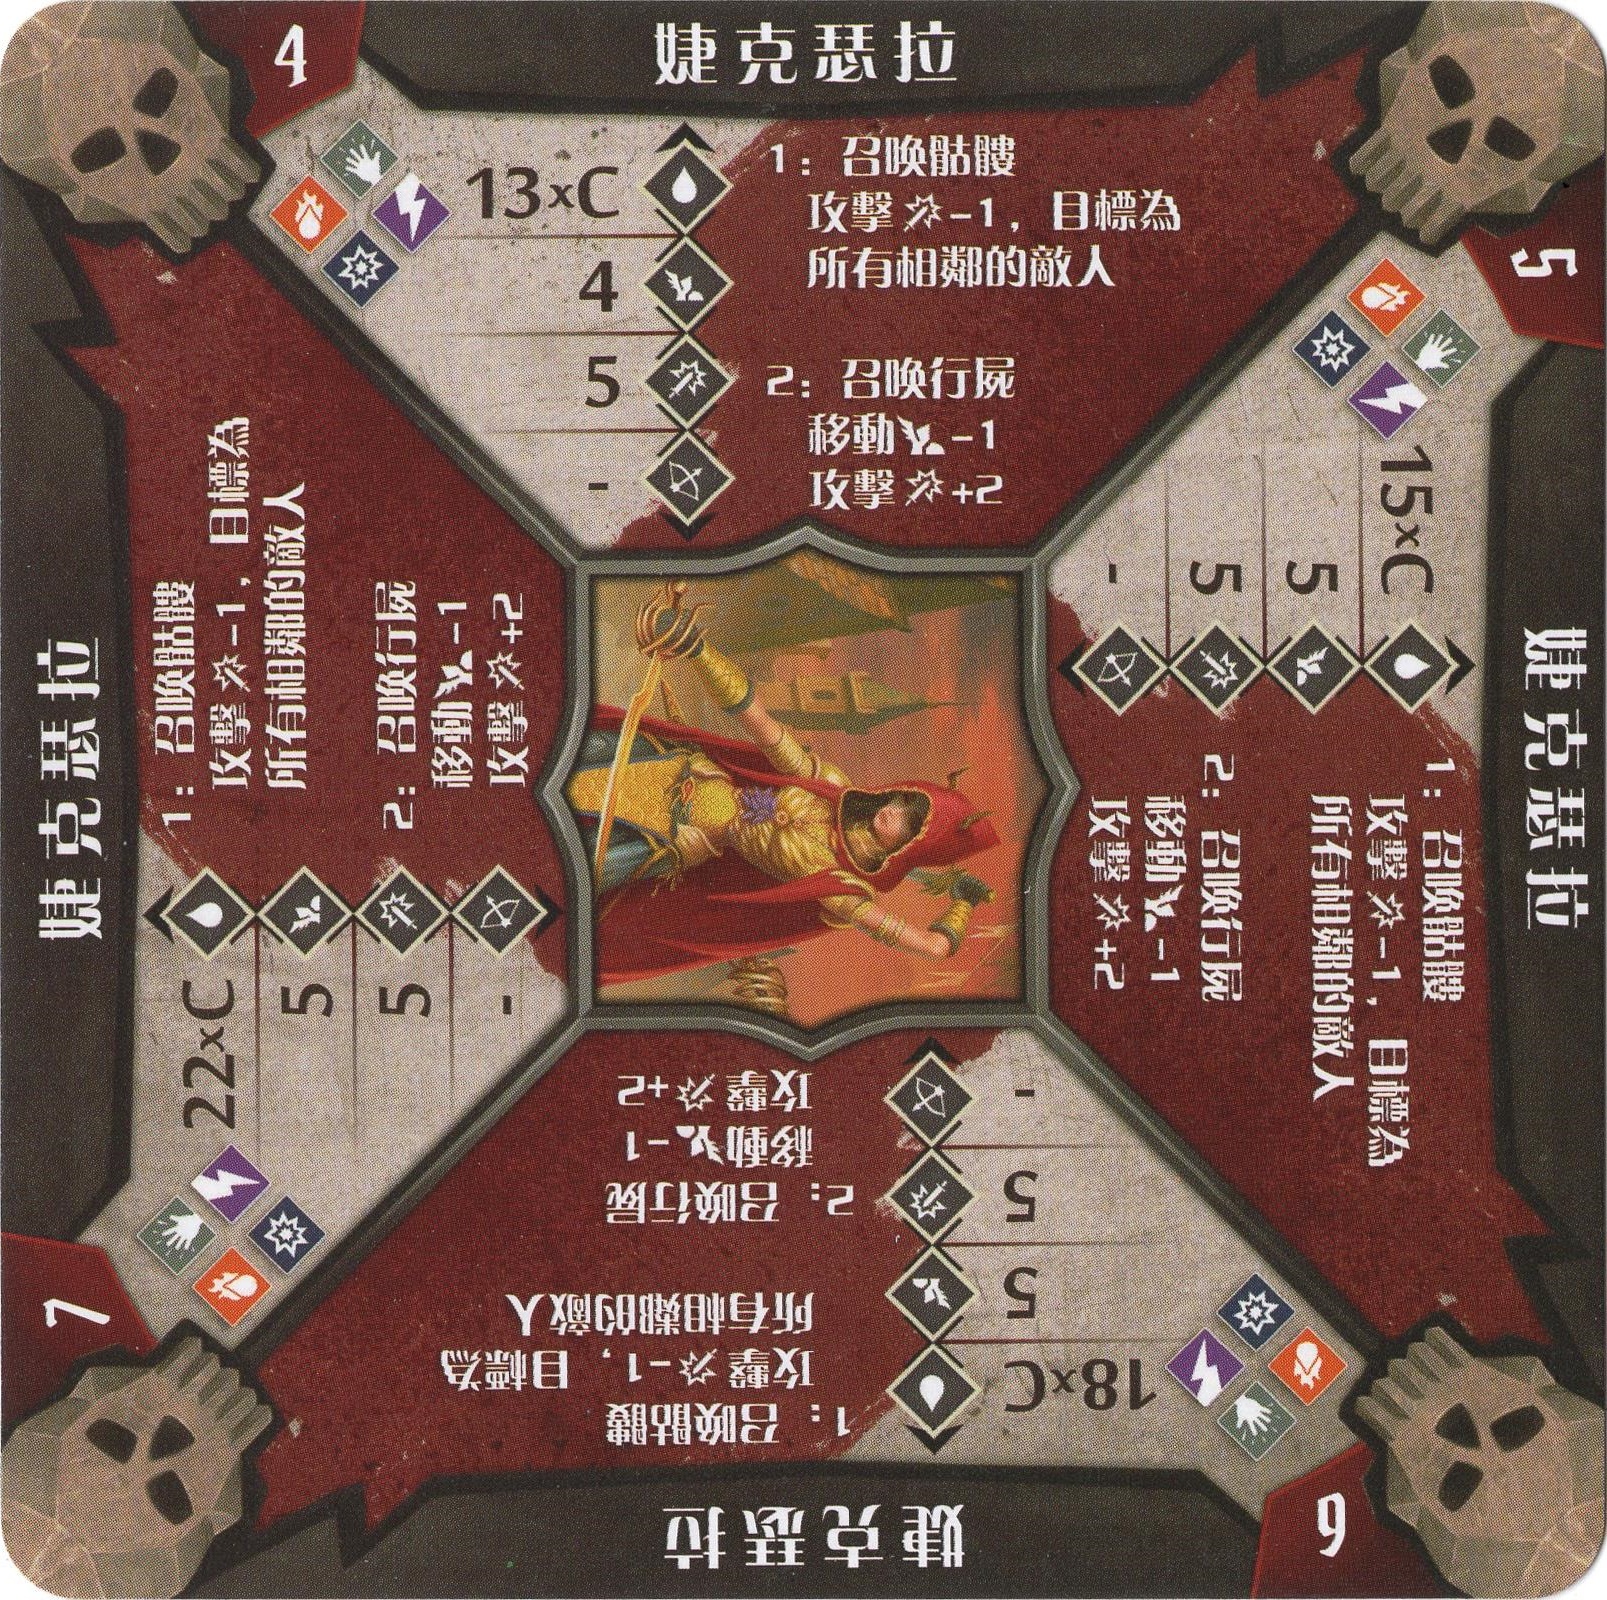 4
婕克瑟拉
13xC
4
5
-
1：召喚骷髏
攻擊-1，目標為
所有相鄰的敵人
2：召喚行屍
移動-1
攻擊+2
5
婕克瑟拉
15xC
5
5
-
1：召喚骷髏
攻擊-1，目標為
所有相鄰的敵人
2：召喚行屍
移動-1
攻擊+2
6
婕克瑟拉
18xC
5
5
-
1：召喚骷髏
攻擊-1，目標為
所有相鄰的敵人
2：召喚行屍
移動-1
攻擊+2
7
婕克瑟拉
22xC
5
5
-
1：召喚骷髏
攻擊-1，目標為
所有相鄰的敵人
2：召喚行屍
移動-1
攻擊+2